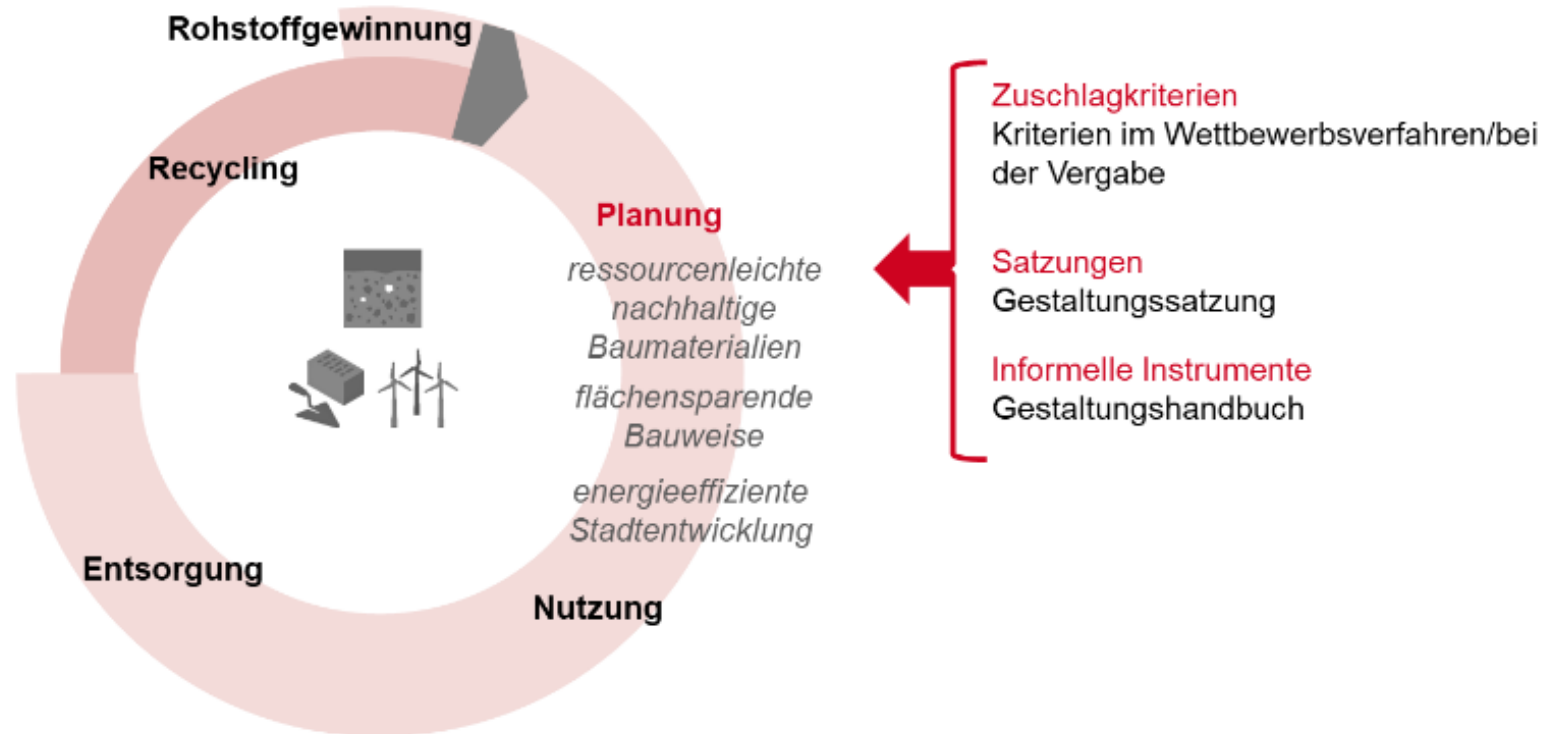 Rohstoffgewinnung
Recycling
Planung
ressourcenleichte
nachhaltige
Baumaterialien
flächensparende
Bauweise
energieeffiziente
Stadtentwicklung
Entsorgung
Nutzung
Zuschlagkriterien
Kriterien im Wettbewerbsverfahren/bei
der Vergabe
Satzungen
Gestaltungssatzung
Informelle Instrumente
Gestaltungshandbuch